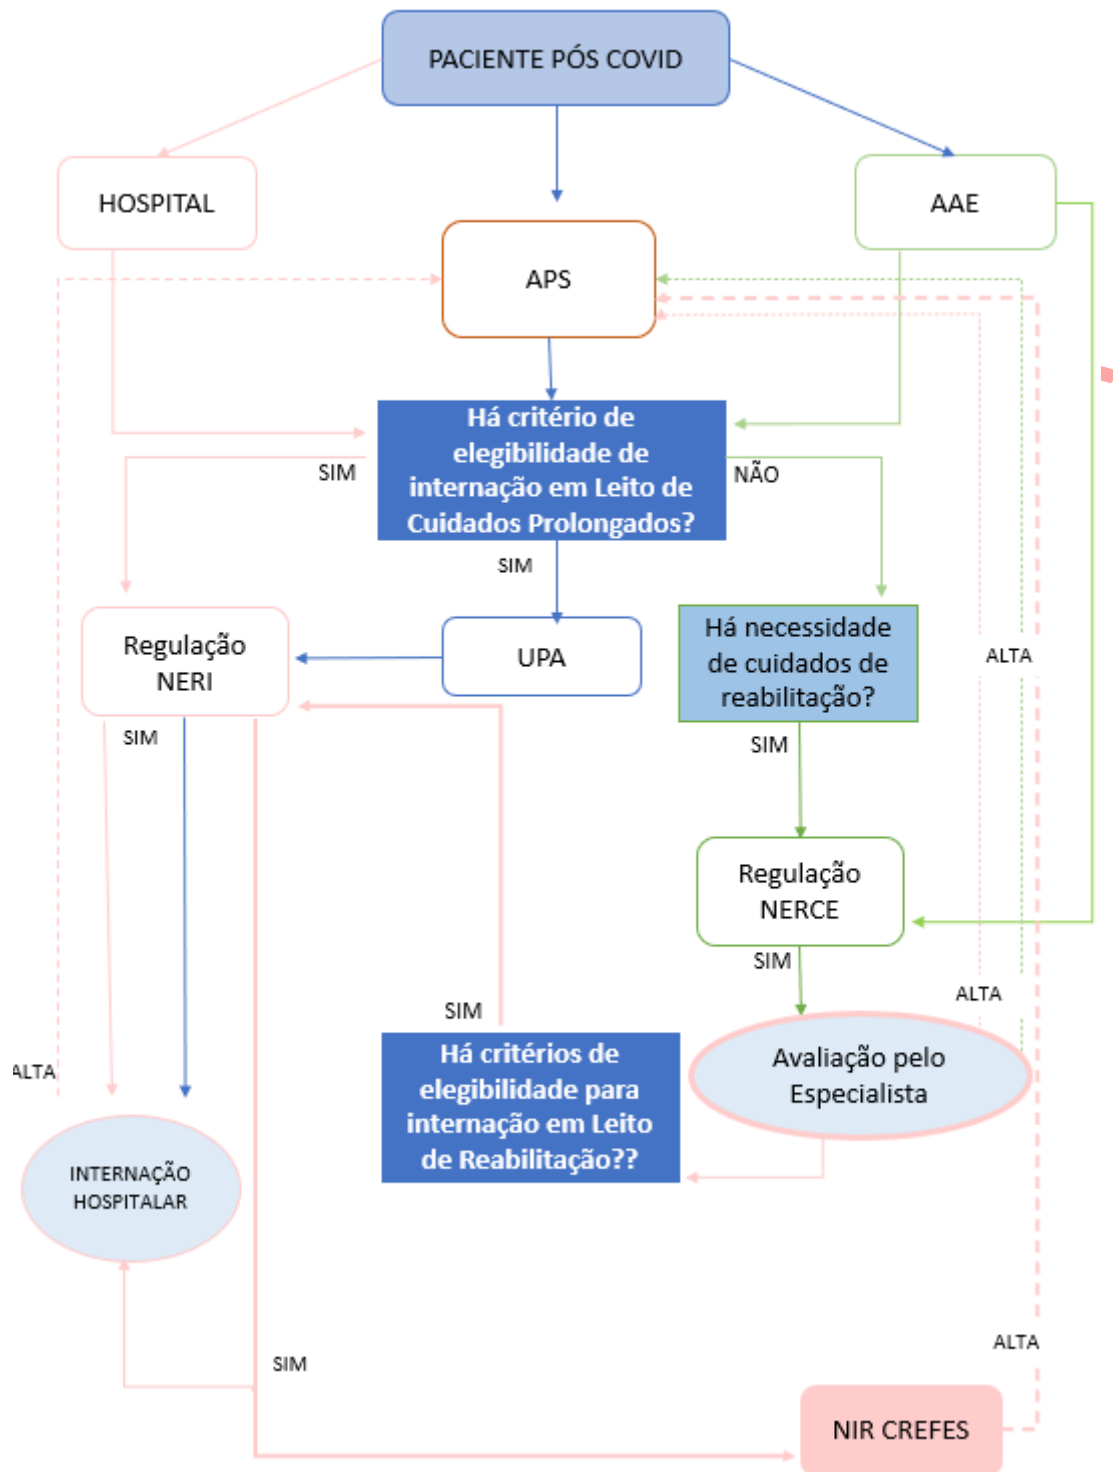 PACIENTE PÓS COVID
HOSPITAL
AAE
APS
Há critério de
elegibilidade de
internação em Leito de
Cuidados Prolongados?
SIM
NÃO
SIM
Regulação
NERI
UPA
Há necessidade
de cuidados de
reabilitação?
ALTA
SIM
SIM
Regulação
NERCE
SIM
ALTA
SIM
Há critérios de
elegibilidade para
internação em Leito
de Reabilitação??
Avaliação pelo
Especialista
ALTA
INTERNAÇÃO
HOSPITALAR
ALTA
SIM
NIR CREFES